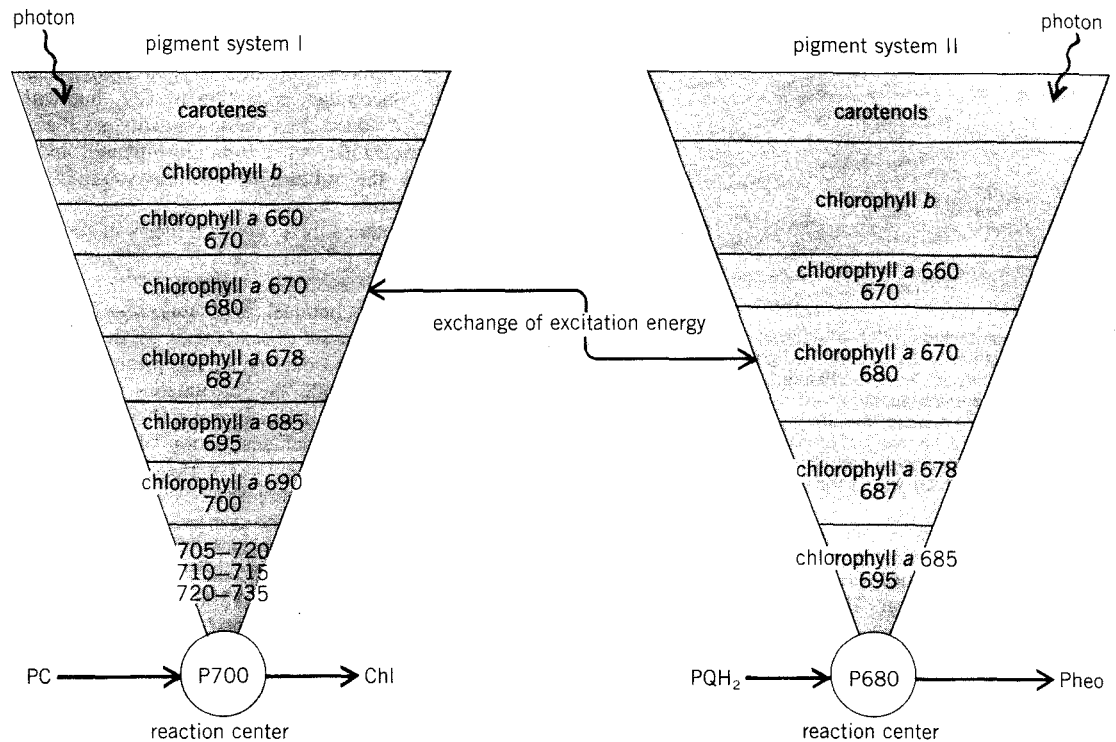 photon
pigment system I
carotenes
chlorophyll b
chlorophyll a 660
670
chlorophyll a 670
680
chlorophyll a 678
687
chlorophyll a 685
695
chlorophyll a 690
700
705–720
710–715
720–735
PC
P700
Chl
reaction center
exchange of excitation energy
photon
pigment system II
carotenols
chlorophyll b
chlorophyll a 660
670
chlorophyll a 670
680
chlorophyll a 678
687
chlorophyll a 685
695
PQH₂
P680
Pheo
reaction center